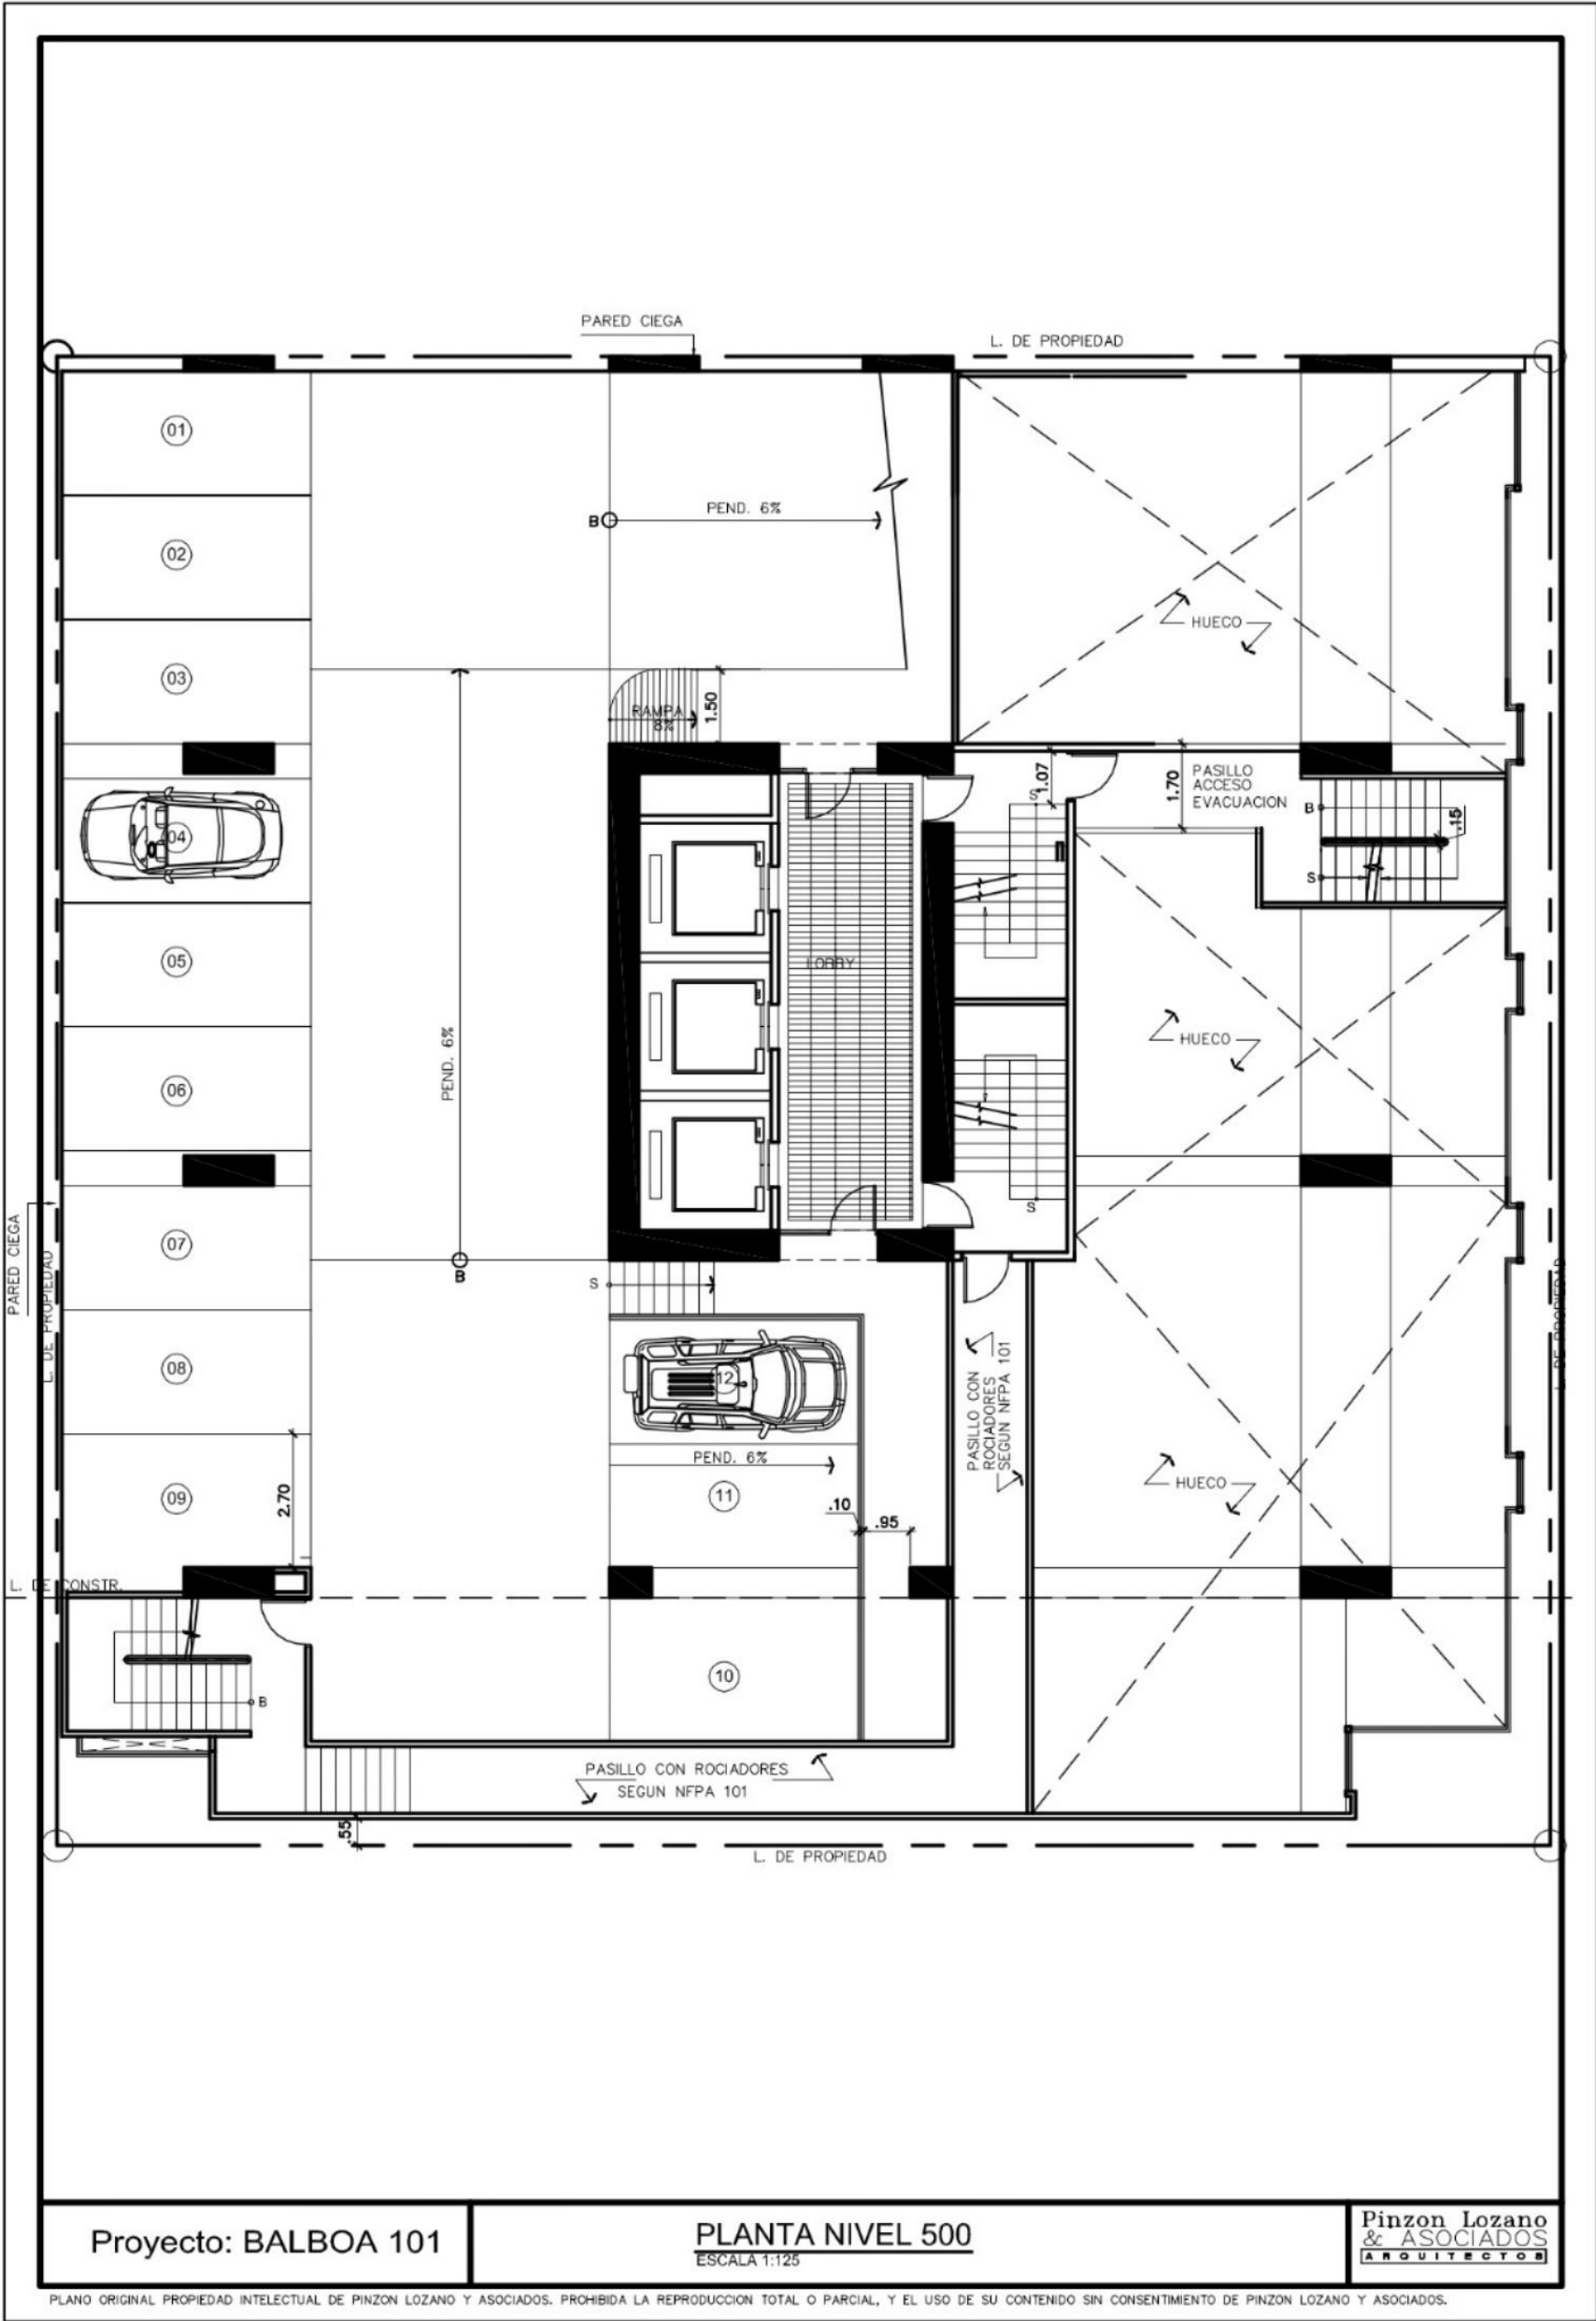 PARED CIEGA
L. DE PROPIEDAD
01
02
03
04
05
06
07
08
09
2.70
B
PEND. 6%
HUECO
RAMPA
8%
1.50
PEND. 6%
B
LOBBY
S
1.07
1.70
PASILLO
ACCESO
EVACUACION
B
S
.15
HUECO
S
S
12
PEND. 6%
11
.10
.95
10
PASILLO CON
ROCIADORES
SEGUN NFPA 101
HUECO
PARED CIEGA
L. DE PROPIEDAD
L. DE PROPIEDAD
L. DE CONSTR.
B
PASILLO CON ROCIADORES
SEGUN NFPA 101
.55
L. DE PROPIEDAD
Proyecto: BALBOA 101
PLANTA NIVEL 500
ESCALA 1:125
Pinzon Lozano
& ASOCIADOS
ARQUITECTOS
PLANO ORIGINAL PROPIEDAD INTELECTUAL DE PINZON LOZANO Y ASOCIADOS. PROHIBIDA LA REPRODUCCION TOTAL O PARCIAL, Y EL USO DE SU CONTENIDO SIN CONSENTIMIENTO DE PINZON LOZANO Y ASOCIADOS.